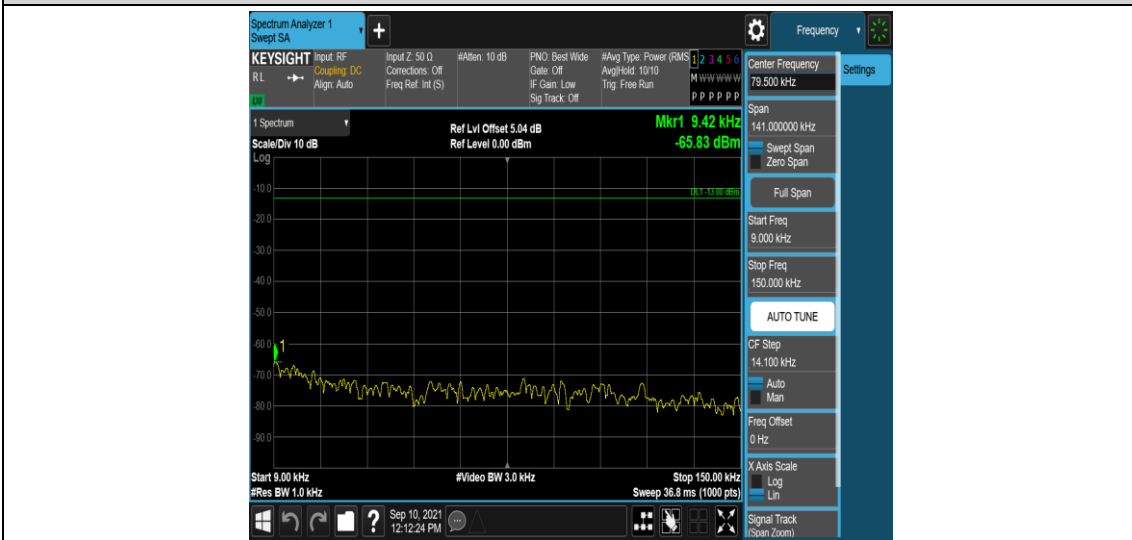 Spectrum Analyzer 1
Swept SA
+
Frequency
KEYSIGHT
RL
LXI
Input: RF
Coupling: DC
Align: Auto
Input Z: 50 Ω
Corrections: Off
Freq Ref: Int (S)
#Atten: 10 dB
PNO: Best Wide
Gate: Off
IF Gain: Low
Sig Track: Off
#Avg Type: Power (RMS
Avg|Hold: 10/10
Trig: Free Run
1 2 3 4 5 6
M W W W W W
P P P P P P
1 Spectrum
Scale/Div 10 dB
Log
Ref Lvl Offset 5.04 dB
Ref Level 0.00 dBm
Mkr1 9.42 kHz
-65.83 dBm
-10.0
DL1 -13.00 dBm
-20.0
-30.0
-40.0
-50.0
-60.0
1
-70.0
-80.0
-90.0
Start 9.00 kHz
#Video BW 3.0 kHz
Stop 150.00 kHz
#Res BW 1.0 kHz
Sweep 36.8 ms (1000 pts)
?
Sep 10, 2021
12:12:24 PM
Center Frequency
79.500 kHz
Settings
Span
141.000000 kHz
Swept Span
Zero Span
Full Span
Start Freq
9.000 kHz
Stop Freq
150.000 kHz
AUTO TUNE
CF Step
14.100 kHz
Auto
Man
Freq Offset
0 Hz
X Axis Scale
Log
Lin
Signal Track
(Span Zoom)